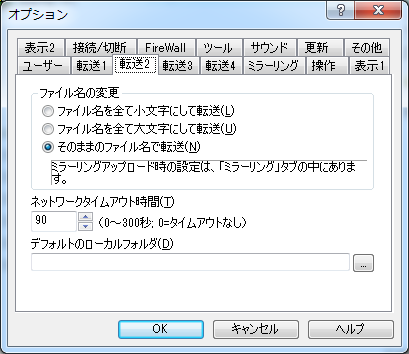 オプション
表示2 接続/切断 FireWall ツール サウンド 更新 その他
ユーザー 転送1 転送2 転送3 転送4 ミラーリング 操作 表示1
ファイル名の変更
ファイル名を全て小文字にして転送(L)
ファイル名を全て大文字にして転送(U)
そのままのファイル名で転送(N)
ミラーリングアップロード時の設定は、「ミラーリング」タブの中にありま
す。
ネットワークタイムアウト時間(T)
90 (0～300秒; 0=タイムアウトなし)
デフォルトのローカルフォルダ(D)
...
OK キャンセル ヘルプ